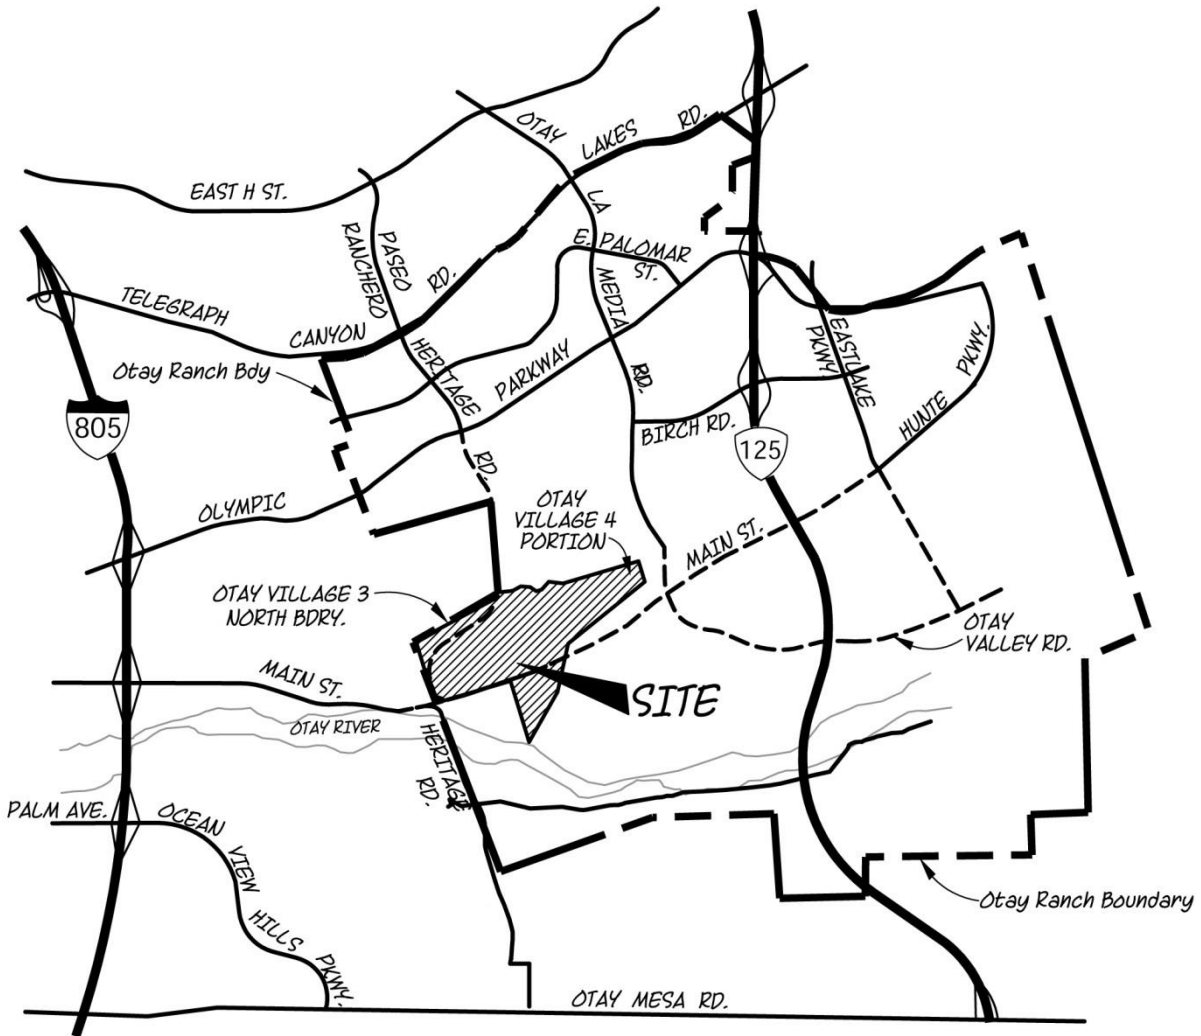 OTAY
LAKES
RD.
EAST H ST.
LA
PASEO
RANCHERO
E. PALOMAR
ST.
RD.
TELEGRAPH
MEDIA
CANYON
HERITAGE
PARKWAY
EASTLAKE
PKWY.
HUNTE
PKWY.
Otay Ranch Bdy
RD.
805
BIRCH RD.
125
RD.
OLYMPIC
OTAY
VILLAGE 4
PORTION
MAIN ST.
OTAY VILLAGE 3
NORTH BDRY.
OTAY
VALLEY RD.
MAIN ST.
SITE
OTAY RIVER
HERITAGE
RD.
PALM AVE.
OCEAN
VIEW
HILLS
PKWY.
Otay Ranch Boundary
OTAY MESA RD.